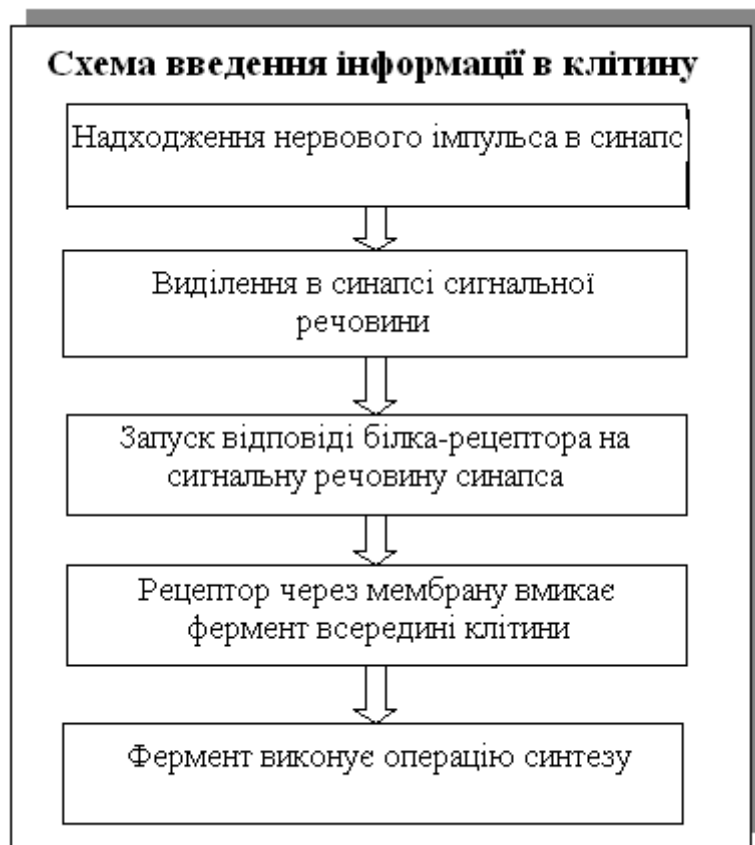 Схема введення інформації в клітину
Надходження нервового імпульса в синапс
Виділення в синапсі сигнальної
речовини
Запуск відповіді білка-рецептора на
сигнальну речовину синапса
Рецептор через мембрану вмикає
фермент всередині клітини
Фермент виконує операцію синтезу